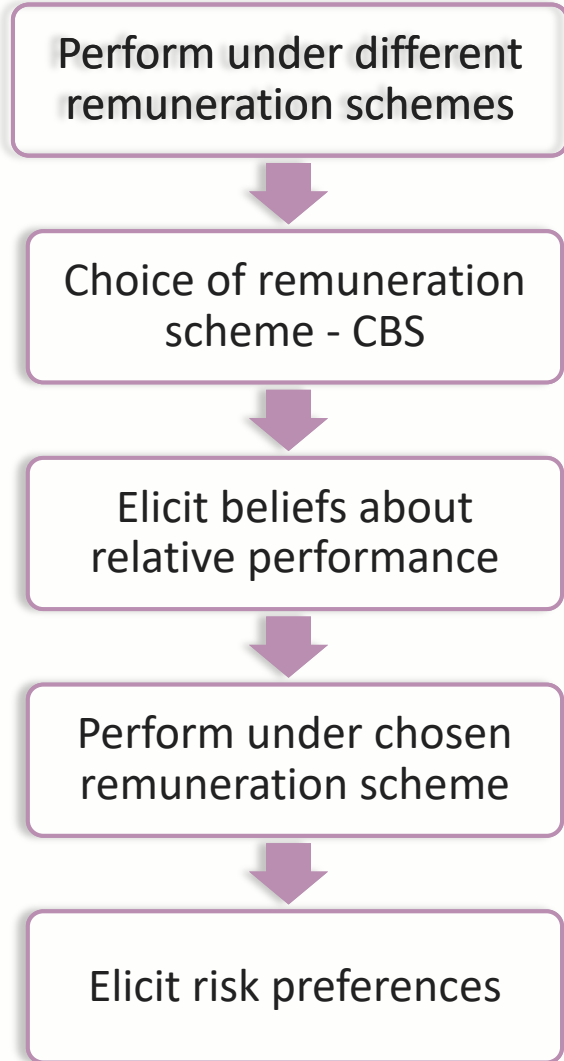 Perform under different
remuneration schemes
Choice of remuneration
scheme - CBS
Elicit beliefs about
relative performance
Perform under chosen
remuneration scheme
Elicit risk preferences